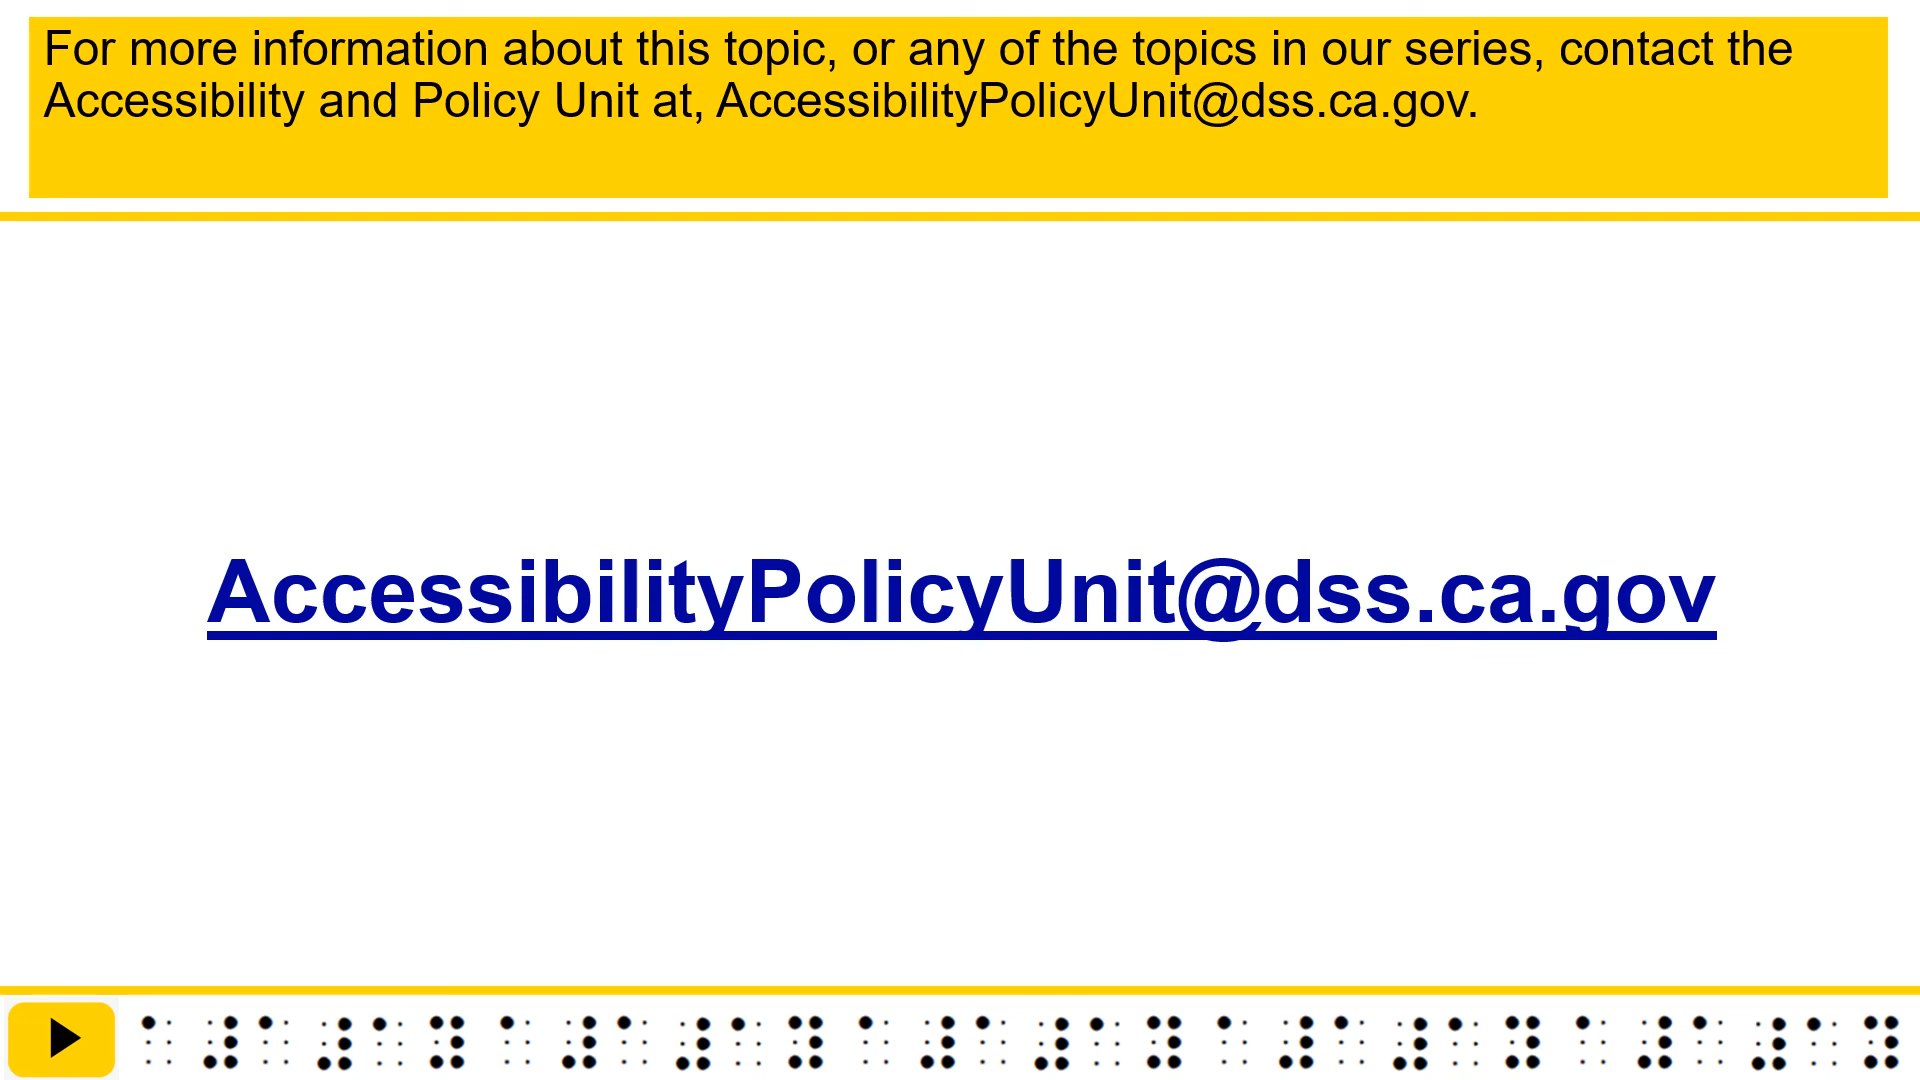 For more information about this topic, or any of the topics in our series, contact the
Accessibility and Policy Unit at, AccessibilityPolicyUnit@dss.ca.gov.
AccessibilityPolicyUnit@dss.ca.gov
⠁⠼⠁⠼⠁⠽⠁⠼⠁⠼⠁⠽⠁⠼⠁⠼⠁⠽⠁⠼⠁⠼⠁⠽⠁⠼⠁⠼⠁⠽